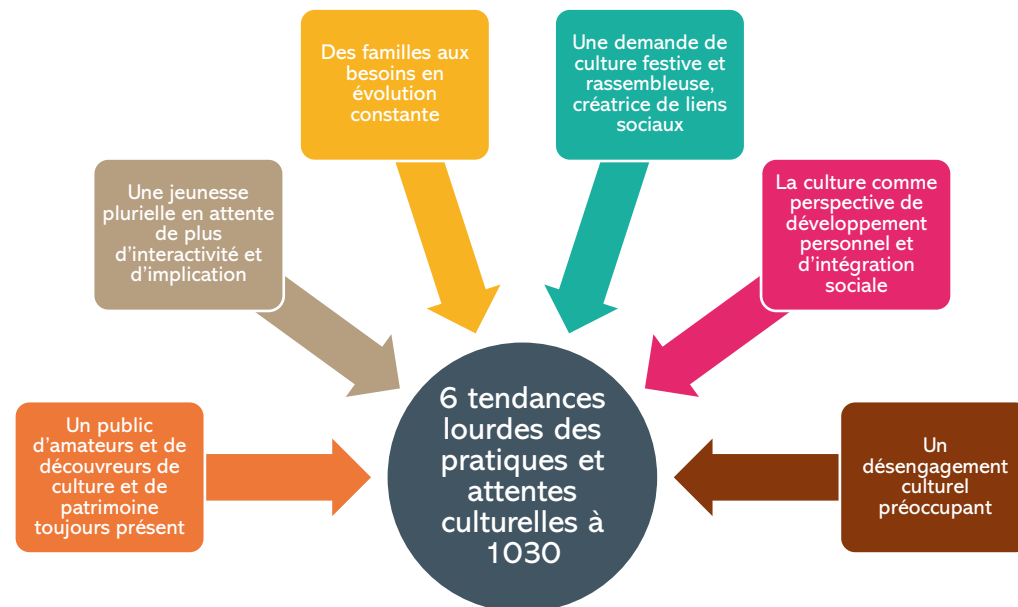 Des familles aux
besoins en
évolution
constante
Une demande de
culture festive et
rassembleuse,
créatrice de liens
sociaux
Une jeunesse
plurielle en attente
de plus
d’interactivité et
d’implication
La culture comme
perspective de
développement
personnel et
d’intégration
sociale
Un public
d’amateurs et de
découvreurs de
culture et de
patrimoine
toujours présent
6 tendances
lourdes des
pratiques et
attentes
culturelles à
1030
Un
désengagement
culturel
préoccupant